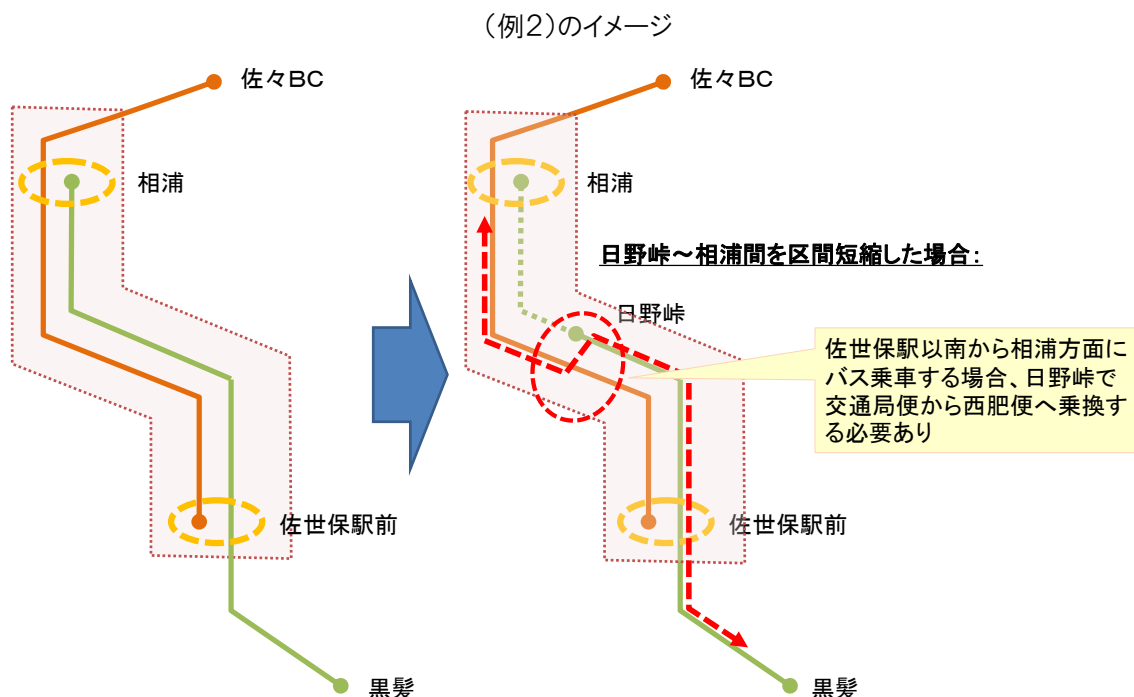 （例2）のイメージ
佐々BC
相浦
佐世保駅前
黒髪
佐々BC
相浦
日野峠～相浦間を区間短縮した場合：
日野峠
佐世保駅以南から相浦方面に
バス乗車する場合、日野峠で
交通局便から西肥便へ乗換す
る必要あり
佐世保駅前
黒髪